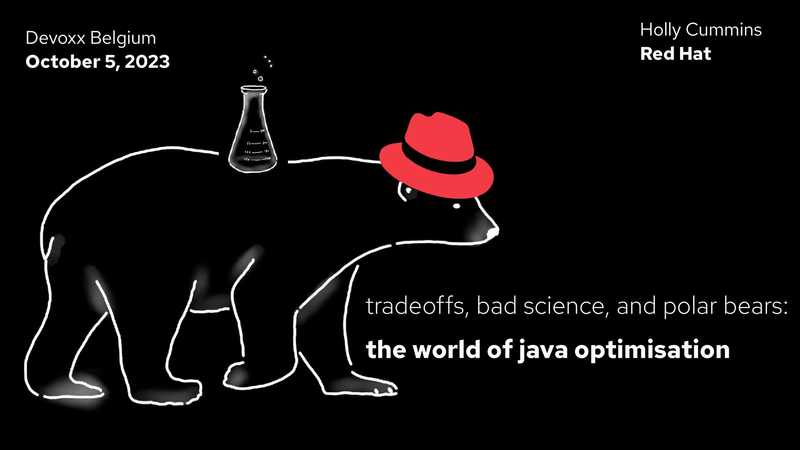 Devoxx Belgium
October 5, 2023
Holly Cummins
Red Hat
tradeoffs, bad science, and polar bears:
the world of java optimisation